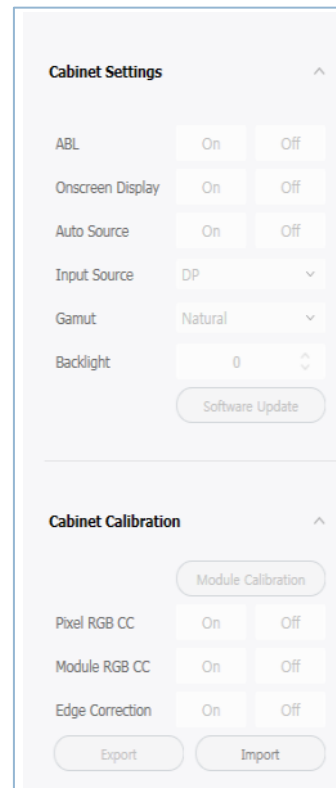 Cabinet Settings
ABL On Off
Onscreen Display On Off
Auto Source On Off
Input Source DP
Gamut Natural
Backlight 0
Software Update
Cabinet Calibration
Module Calibration
Pixel RGB CC On Off
Module RGB CC On Off
Edge Correction On Off
Export Import